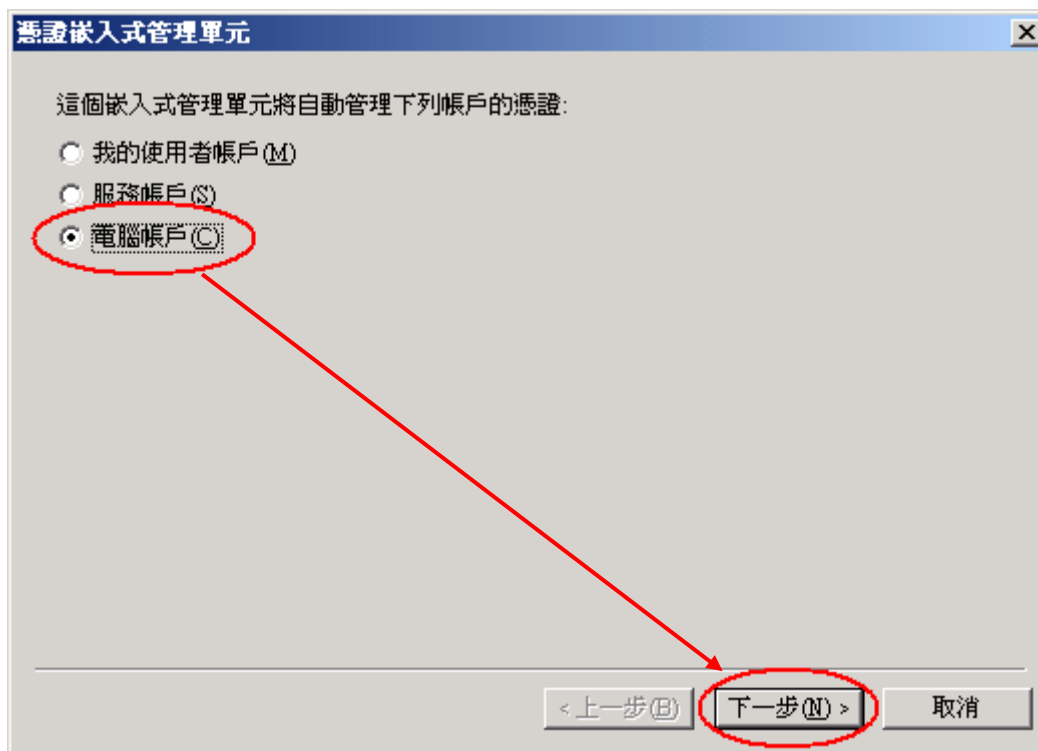 憑證嵌入式管理單元
這個嵌入式管理單元將自動管理下列帳戶的憑證:
我的使用者帳戶(M)
服務帳戶(S)
電腦帳戶(C)
<上一步(B) 下一步(N) > 取消